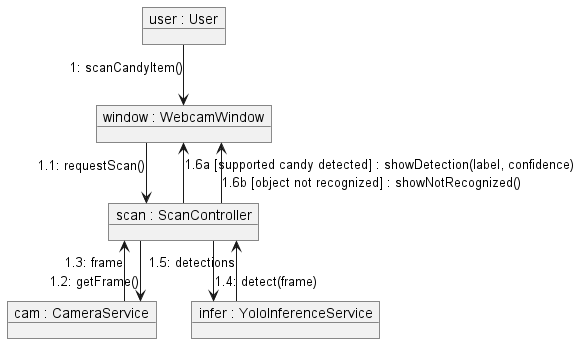 user : User
1: scanCandyItem()
window : WebcamWindow
1.1: requestScan()
1.6a [supported candy detected] : showDetection(label, confidence)
1.6b [object not recognized] : showNotRecognized()
scan : ScanController
1.3: frame
1.5: detections
1.2: getFrame()
1.4: detect(frame)
cam : CameraService
infer : YoloInferenceService